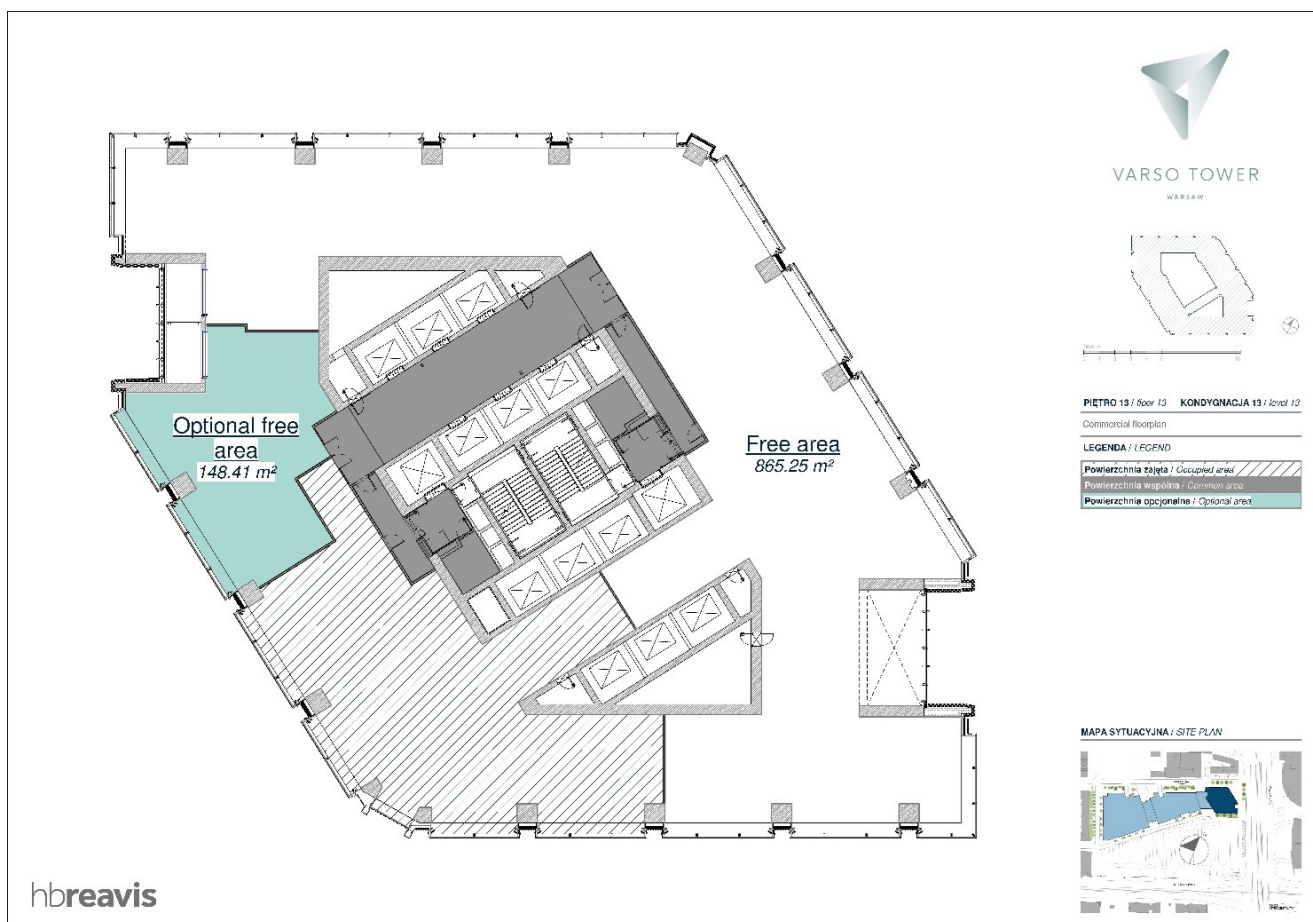 VARSO TOWER
WARSAW
PIĘTRO 13 / floor 13 KONDYGNACJA 13 / level 13
Commercial floorplan
LEGENDA / LEGEND
Powierzchnia zajęta / Occupied area
Powierzchnia wspólna / Common area
Powierzchnia opcjonalna / Optional area
Optional free
area
148.41 m²
Free area
865.25 m²
MAPA SYTUACYJNA / SITE PLAN
hbreavis